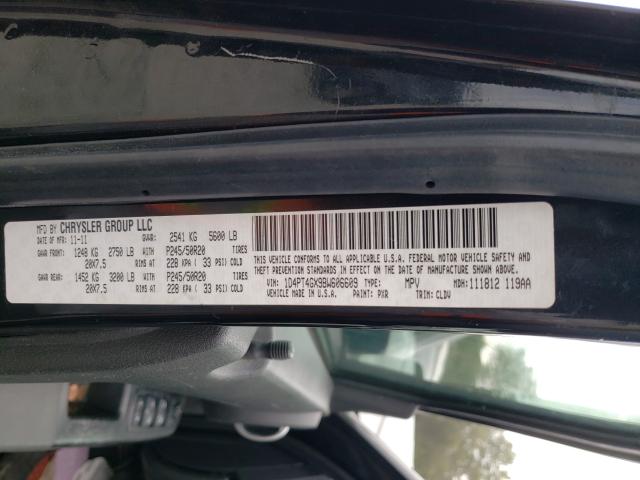 MFD BY CHRYSLER GROUP LLC
DATE OF MFR: 11-11 GVWR: 2541 KG 5600 LB
GAWR FRONT: 1248 KG 2750 LB WITH P245/50R20 TIRES
20X7.5 RIMS AT 228 KPA ( 33 PSI) COLD
GAWR REAR: 1452 KG 3200 LB WITH P245/50R20 TIRES
20X7.5 RIMS AT 228 KPA ( 33 PSI) COLD
THIS VEHICLE CONFORMS TO ALL APPLICABLE U.S.A. FEDERAL MOTOR VEHICLE SAFETY AND
THEFT PREVENTION STANDARDS IN EFFECT ON THE DATE OF MANUFACTURE SHOWN ABOVE.
VIN: 1D4PT4GX9BW606609 TYPE: MPV MDH: 111812 119AA
MADE IN U.S.A. PAINT: PXR TRIM: CLDV